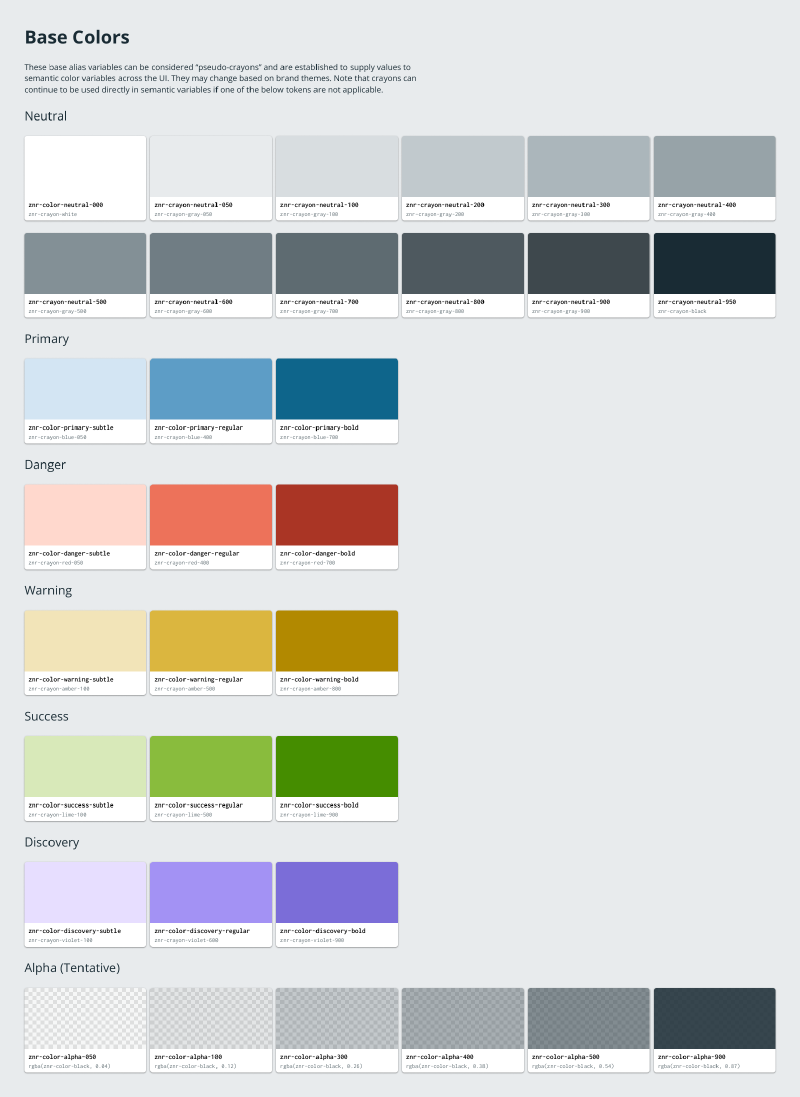 Base Colors
These base alias variables can be considered “pseudo-crayons” and are established to supply values to
semantic color variables across the UI. They may change based on brand themes. Note that crayons can
continue to be used directly in semantic variables if one of the below tokens are not applicable.
Neutral
znr-color-neutral-000 znr-crayon-neutral-050 znr-crayon-neutral-100 znr-crayon-neutral-200 znr-crayon-neutral-300 znr-crayon-neutral-400
znr-crayon-white znr-crayon-gray-050 znr-crayon-gray-100 znr-crayon-gray-200 znr-crayon-gray-300 znr-crayon-gray-400
znr-crayon-neutral-500 znr-crayon-neutral-600 znr-crayon-neutral-700 znr-crayon-neutral-800 znr-crayon-neutral-900 znr-crayon-neutral-950
znr-crayon-gray-500 znr-crayon-gray-600 znr-crayon-gray-700 znr-crayon-gray-800 znr-crayon-gray-900 znr-crayon-black
Primary
znr-color-primary-subtle znr-color-primary-regular znr-color-primary-bold
znr-crayon-blue-050 znr-crayon-blue-400 znr-crayon-blue-700
Danger
znr-color-danger-subtle znr-color-danger-regular znr-color-danger-bold
znr-crayon-red-050 znr-crayon-red-400 znr-crayon-red-700
Warning
znr-color-warning-subtle znr-color-warning-regular znr-color-warning-bold
znr-crayon-amber-100 znr-crayon-amber-500 znr-crayon-amber-800
Success
znr-color-success-subtle znr-color-success-regular znr-color-success-bold
znr-crayon-lime-100 znr-crayon-lime-500 znr-crayon-lime-900
Discovery
znr-color-discovery-subtle znr-color-discovery-regular znr-color-discovery-bold
znr-crayon-violet-100 znr-crayon-violet-600 znr-crayon-violet-900
Alpha (Tentative)
znr-color-alpha-050 znr-color-alpha-100 znr-color-alpha-300 znr-color-alpha-400 znr-color-alpha-500 znr-color-alpha-900
rgba(znr-color-black, 0.04) rgba(znr-color-black, 0.12) rgba(znr-color-black, 0.26) rgba(znr-color-black, 0.38) rgba(znr-color-black, 0.54) rgba(znr-color-black, 0.87)